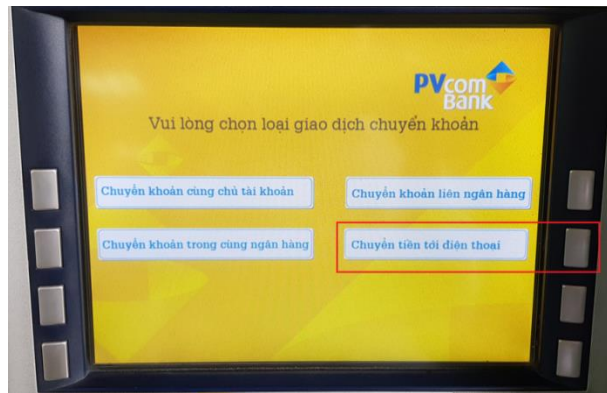 PVcom
Bank
Vui lòng chọn loại giao dịch chuyển khoản
Chuyển khoản cùng chủ tài khoản
Chuyển khoản liên ngân hàng
Chuyển khoản trong cùng ngân hàng
Chuyển tiền tới điện thoại